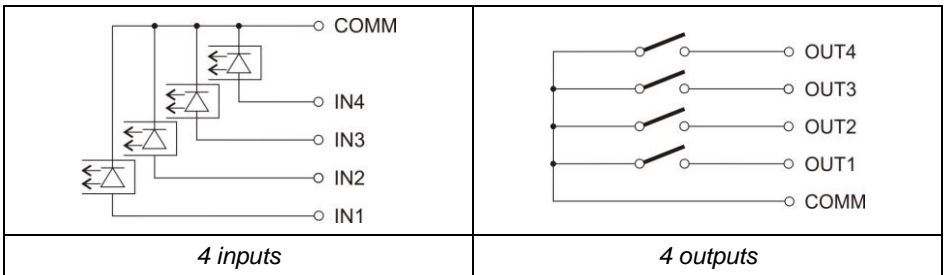 COMM
IN4
IN3
IN2
IN1
4 inputs
OUT4
OUT3
OUT2
OUT1
COMM
4 outputs